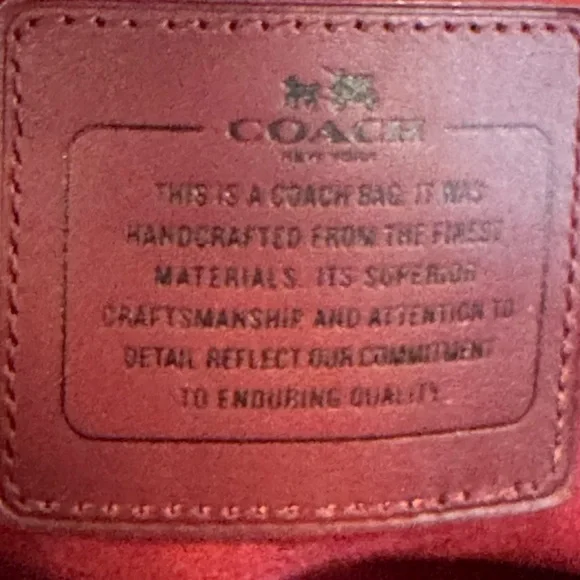 COACH
NEW YORK
THIS IS A COACH BAG. IT WAS
HANDCRAFTED FROM THE FINEST
MATERIALS. ITS SUPERIOR
CRAFTSMANSHIP AND ATTENTION TO
DETAIL REFLECT OUR COMMITMENT
TO ENDURING QUALITY.